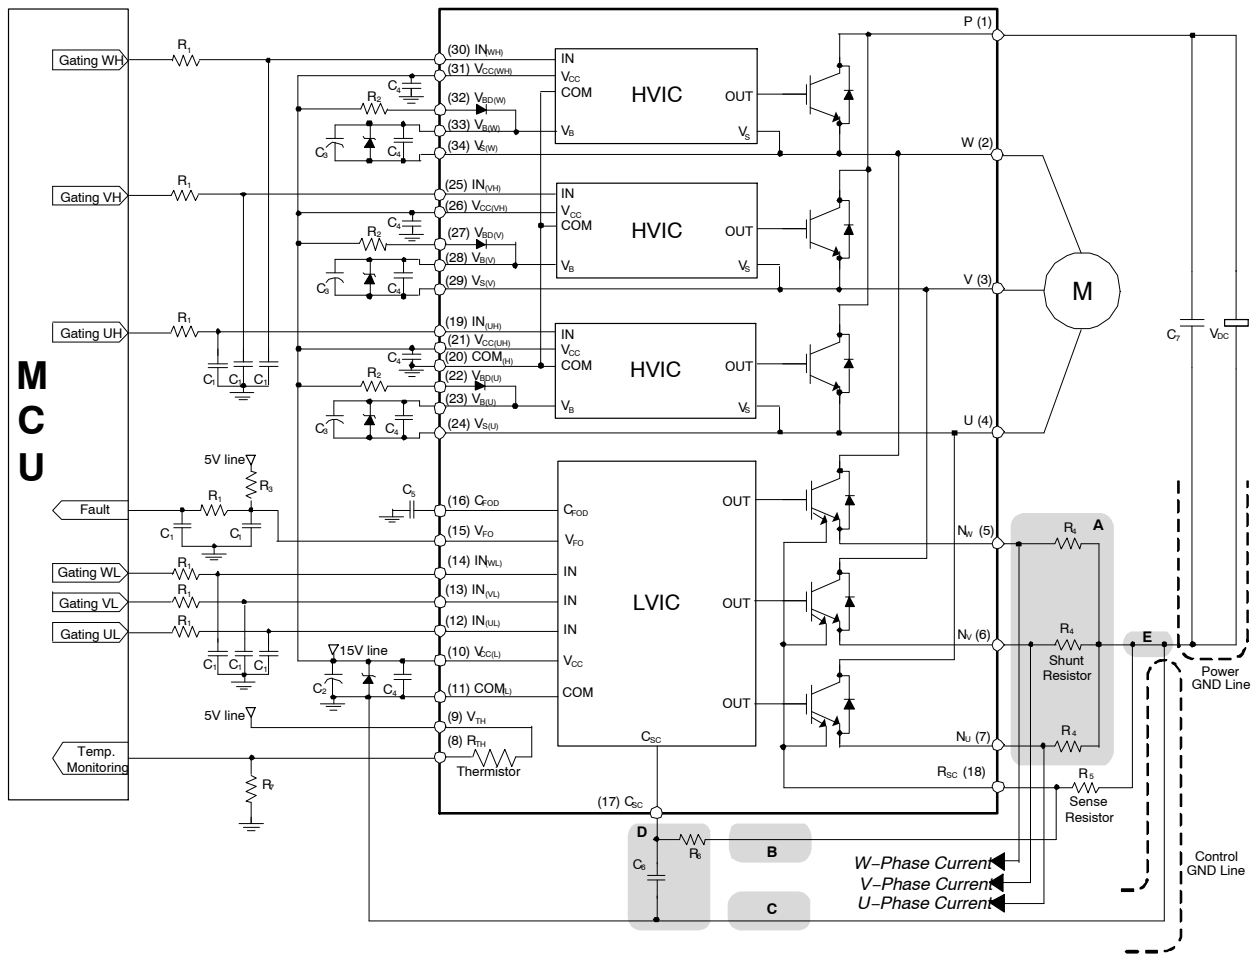 P (1)
Gating WH
R1
(30) IN(WH)
(31) VCC(WH)
C4
R2
(32) VBD(W)
(33) VB(W)
C3
C4
(34) VS(W)
IN
VCC
COM
VB
HVIC
OUT
VS
W (2)
Gating VH
R1
(25) IN(VH)
(26) VCC(VH)
C4
R2
(27) VBD(V)
(28) VB(V)
C3
C4
(29) VS(V)
IN
VCC
COM
VB
HVIC
OUT
VS
V (3)
M
Gating UH
R1
(19) IN(UH)
(21) VCC(UH)
(20) COM(H)
C4
C1
C1
C1
R2
(22) VBD(U)
(23) VB(U)
C3
C4
(24) VS(U)
IN
VCC
COM
VB
HVIC
OUT
VS
U (4)
C7
VDC
M
C
U
5V line
R3
Fault
R1
C1
C1
C5
(16) CFOD
(15) VFO
CFOD
VFO
Gating WL
R1
(14) IN(WL)
IN
Gating VL
R1
(13) IN(VL)
IN
Gating UL
R1
(12) IN(UL)
IN
C1
C1
C1
15V line
(10) VCC(L)
VCC
C2
C4
(11) COM(L)
COM
LVIC
OUT
OUT
OUT
CSC
NW (5)
R4
A
NV (6)
R4
Shunt
Resistor
E
Power
GND Line
NU (7)
R4
5V line
(9) VTH
(8) RTH
Thermistor
Temp.
Monitoring
R7
RSC (18)
R5
Sense
Resistor
(17) CSC
D
R6
C6
B
C
W-Phase Current
V-Phase Current
U-Phase Current
Control
GND Line